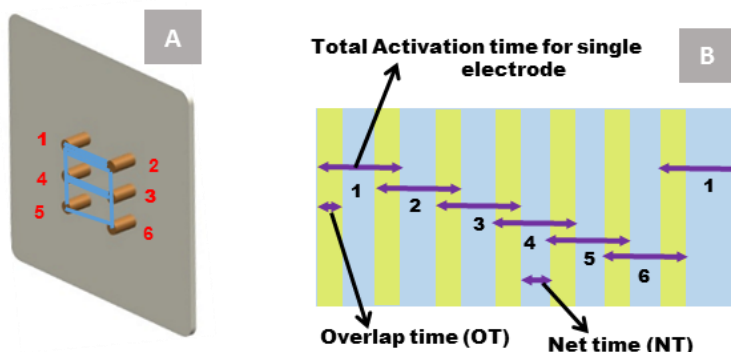 A
1
2
4
3
5
6
Total Activation time for single
electrode
B
1
1
2
3
4
5
6
Overlap time (OT)
Net time (NT)